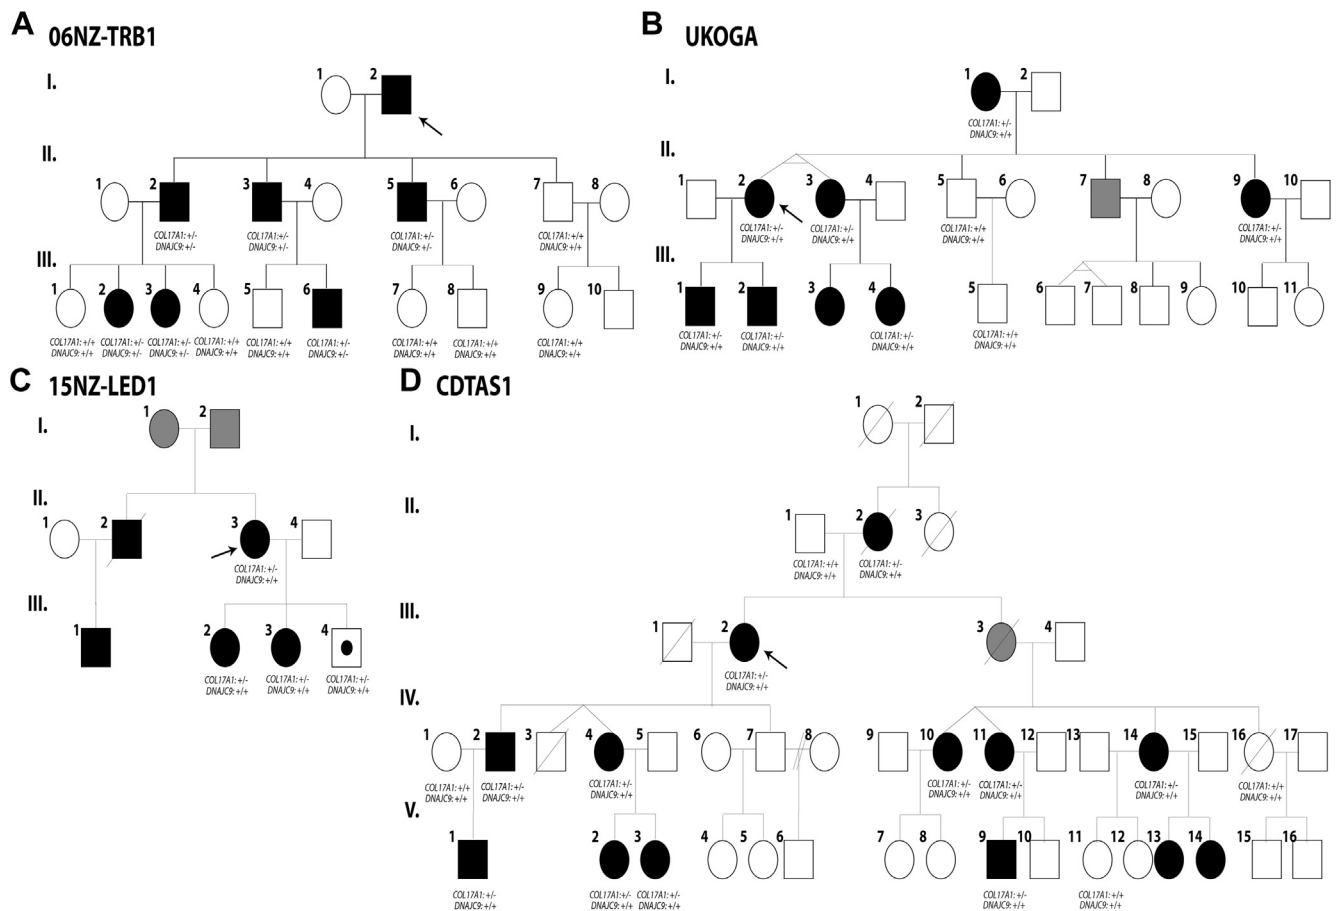 A 06NZ-TRB1
I.
1 2
II.
1 2 3 4 5 6 7 8
COL17A1: +/- COL17A1: +/- COL17A1: +/- COL17A1: +/+
DNAJC9: +/- DNAJC9: +/- DNAJC9: +/- DNAJC9: +/+
III.
1 2 3 4 5 6 7 8 9 10
COL17A1: +/+ COL17A1: +/- COL17A1: +/- COL17A1: +/+ COL17A1: +/+ COL17A1: +/- COL17A1: +/+ COL17A1: +/+ COL17A1: +/+
DNAJC9: +/+ DNAJC9: +/- DNAJC9: +/- DNAJC9: +/+ DNAJC9: +/+ DNAJC9: +/- DNAJC9: +/+ DNAJC9: +/+ DNAJC9: +/+
B UKOGA
I.
1 2
COL17A1: +/-
DNAJC9: +/+
II.
1 2 3 4 5 6 7 8 9 10
COL17A1: +/- COL17A1: +/- COL17A1: +/+ COL17A1: +/-
DNAJC9: +/+ DNAJC9: +/+ DNAJC9: +/+ DNAJC9: +/+
III.
1 2 3 4 5 6 7 8 9 10 11
COL17A1: +/- COL17A1: +/- COL17A1: +/- COL17A1: +/+
DNAJC9: +/+ DNAJC9: +/+ DNAJC9: +/+ DNAJC9: +/+
C 15NZ-LED1
I.
1 2
II.
1 2 3 4
COL17A1: +/-
DNAJC9: +/+
III.
1 2 3 4
COL17A1: +/- COL17A1: +/- COL17A1: +/-
DNAJC9: +/+ DNAJC9: +/+ DNAJC9: +/+
D CDTAS1
I.
1 2
II.
1 2 3
COL17A1: +/+ COL17A1: +/-
DNAJC9: +/+ DNAJC9: +/+
III.
1 2 3 4
COL17A1: +/-
DNAJC9: +/+
IV.
1 2 3 4 5 6 7 8 9 10 11 12 13 14 15 16 17
COL17A1: +/+ COL17A1: +/- COL17A1: +/- COL17A1: +/- COL17A1: +/- COL17A1: +/- COL17A1: +/+
DNAJC9: +/+ DNAJC9: +/+ DNAJC9: +/+ DNAJC9: +/+ DNAJC9: +/+ DNAJC9: +/+ DNAJC9: +/+
V.
1 2 3 4 5 6 7 8 9 10 11 12 13 14 15 16
COL17A1: +/- COL17A1: +/- COL17A1: +/- COL17A1: +/- COL17A1: +/+
DNAJC9: +/+ DNAJC9: +/+ DNAJC9: +/+ DNAJC9: +/+ DNAJC9: +/+